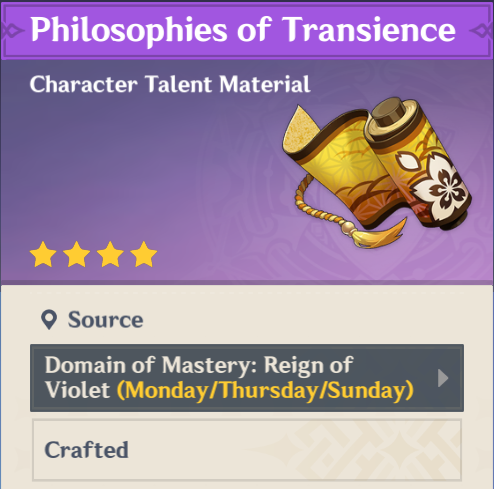 Philosophies of Transience
Character Talent Material
Source
Domain of Mastery: Reign of
Violet (Monday/Thursday/Sunday)
Crafted